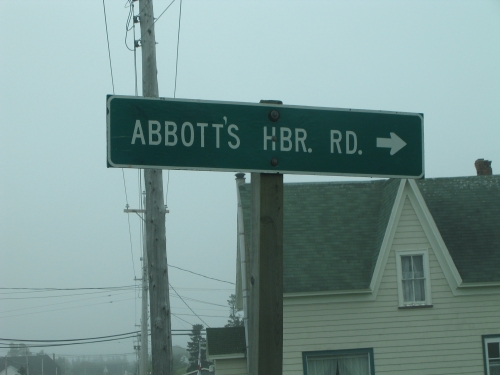 ABBOTT'S HBR. RD. →